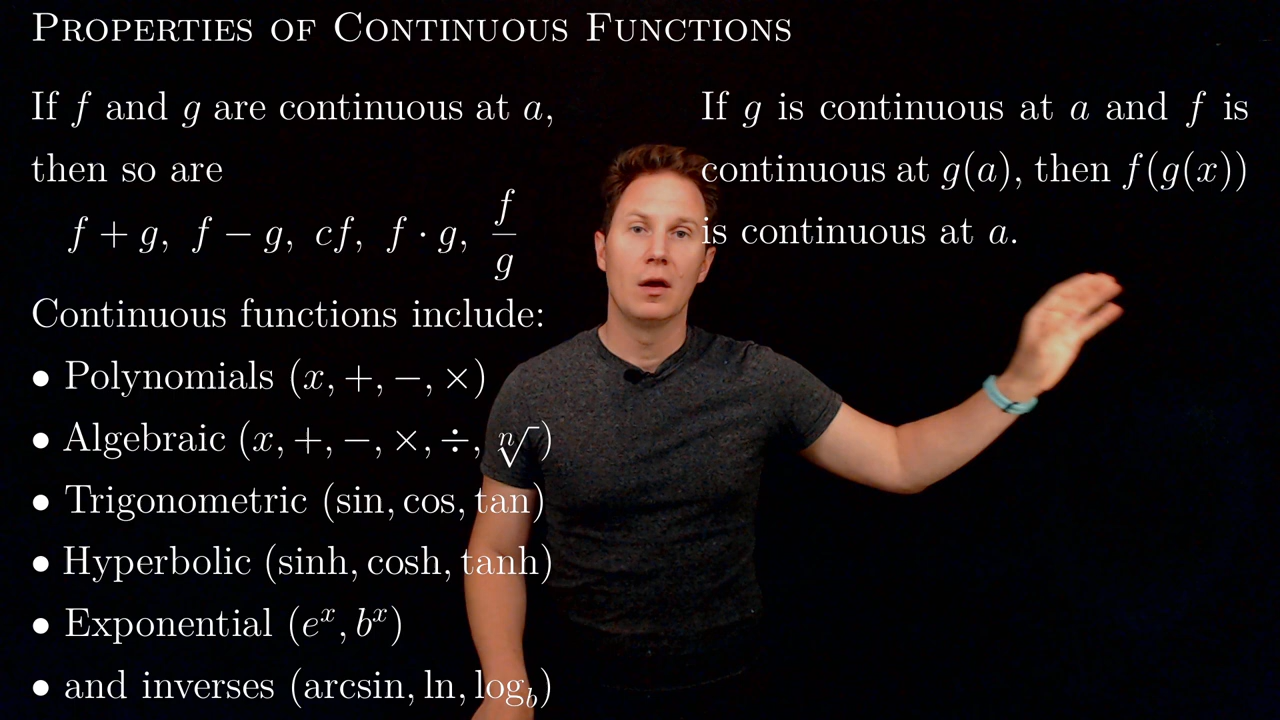 Properties of Continuous Functions
If f and g are continuous at a,
then so are
f + g, f − g, cf, f · g, f/g
Continuous functions include:
• Polynomials (x, +, −, ×)
• Algebraic (x, +, −, ×, ÷, ⁿ√ )
• Trigonometric (sin, cos, tan)
• Hyperbolic (sinh, cosh, tanh)
• Exponential (eˣ, bˣ)
• and inverses (arcsin, ln, log_b)
If g is continuous at a and f is
continuous at g(a), then f(g(x))
is continuous at a.